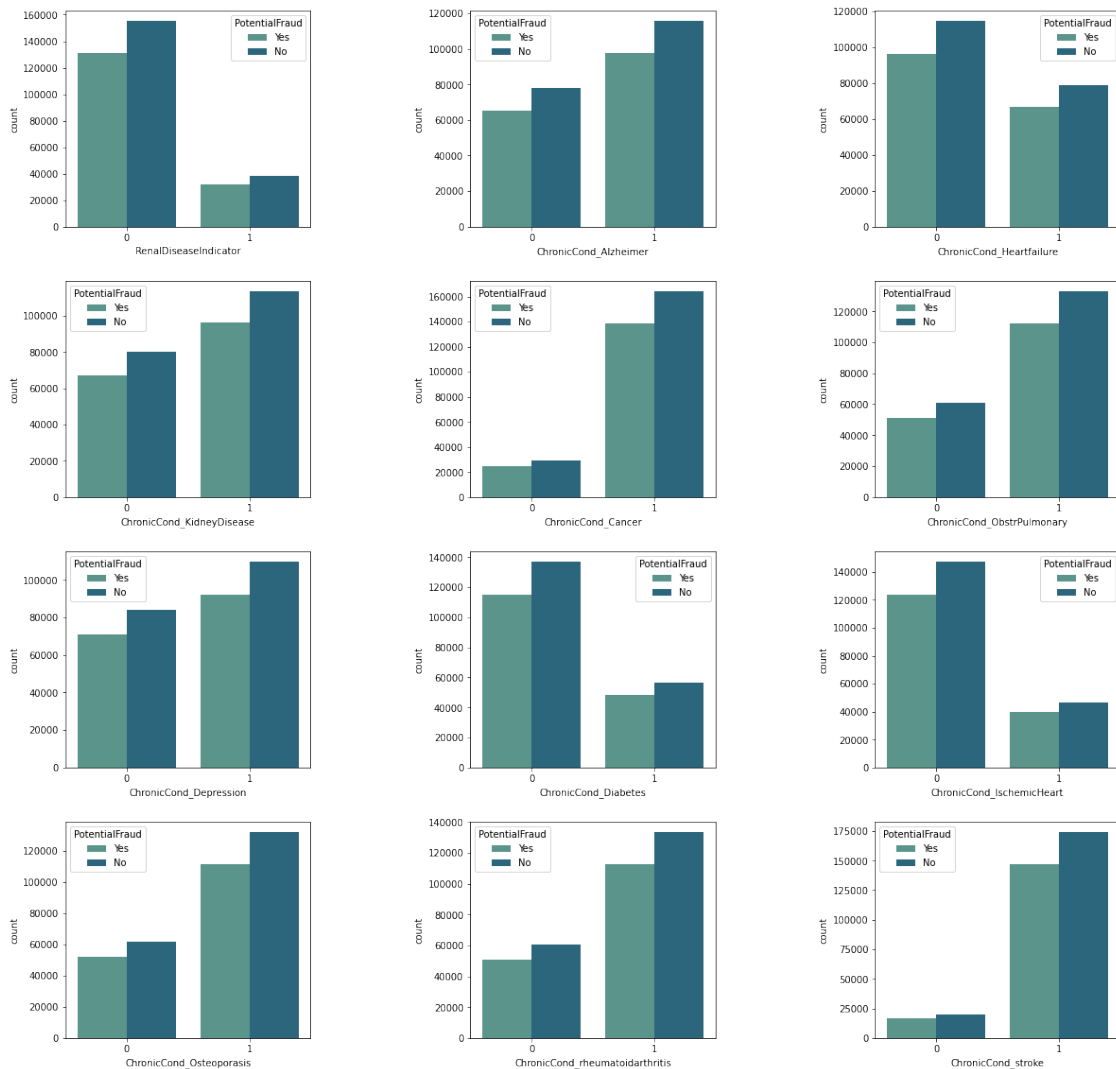 PotentialFraud
Yes
No
160000
140000
120000
100000
80000
60000
40000
20000
0
count
0 1
RenalDiseaseIndicator
PotentialFraud
Yes
No
120000
100000
80000
60000
40000
20000
0
count
0 1
ChronicCond_Alzheimer
PotentialFraud
Yes
No
120000
100000
80000
60000
40000
20000
0
count
0 1
ChronicCond_Heartfailure
PotentialFraud
Yes
No
100000
80000
60000
40000
20000
0
count
0 1
ChronicCond_KidneyDisease
PotentialFraud
Yes
No
160000
140000
120000
100000
80000
60000
40000
20000
0
count
0 1
ChronicCond_Cancer
PotentialFraud
Yes
No
120000
100000
80000
60000
40000
20000
0
count
0 1
ChronicCond_ObstrPulmonary
PotentialFraud
Yes
No
100000
80000
60000
40000
20000
0
count
0 1
ChronicCond_Depression
PotentialFraud
Yes
No
140000
120000
100000
80000
60000
40000
20000
0
count
0 1
ChronicCond_Diabetes
PotentialFraud
Yes
No
140000
120000
100000
80000
60000
40000
20000
0
count
0 1
ChronicCond_IschemicHeart
PotentialFraud
Yes
No
120000
100000
80000
60000
40000
20000
0
count
0 1
ChronicCond_Osteoporasis
PotentialFraud
Yes
No
140000
120000
100000
80000
60000
40000
20000
0
count
0 1
ChronicCond_rheumatoidarthritis
PotentialFraud
Yes
No
175000
150000
125000
100000
75000
50000
25000
0
count
0 1
ChronicCond_stroke